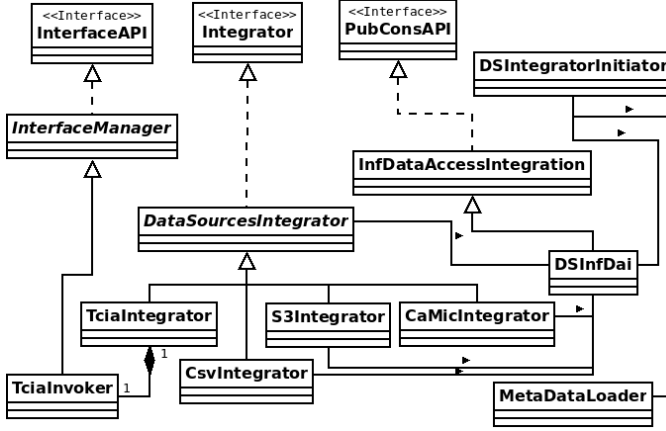 <<Interface>>
InterfaceAPI
<<Interface>>
Integrator
<<Interface>>
PubConsAPI
DSIntegratorInitiator
InterfaceManager
InfDataAccessIntegration
DataSourcesIntegrator
DSInfDai
TciaIntegrator
S3Integrator
CaMicIntegrator
1
CsvIntegrator
TciaInvoker
1
MetaDataLoader